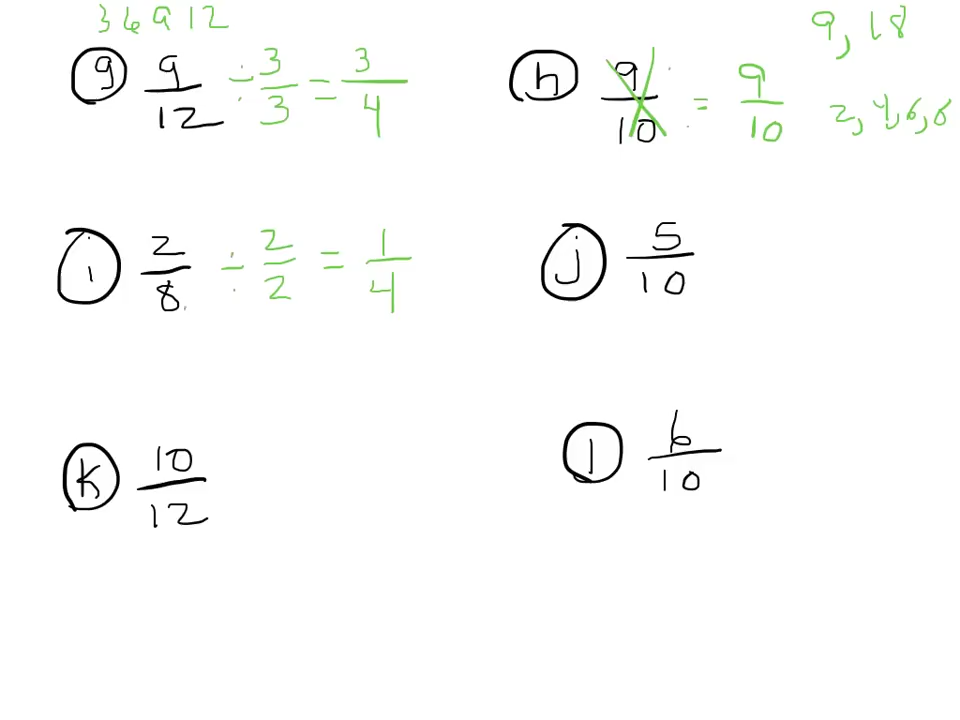 3 6 9 12
9, 18
g 9/12 ÷ 3/3 = 3/4
h 9/10 = 9/10
2, 4, 6, 8
i 2/8 ÷ 2/2 = 1/4
j 5/10
k 10/12
l 6/10